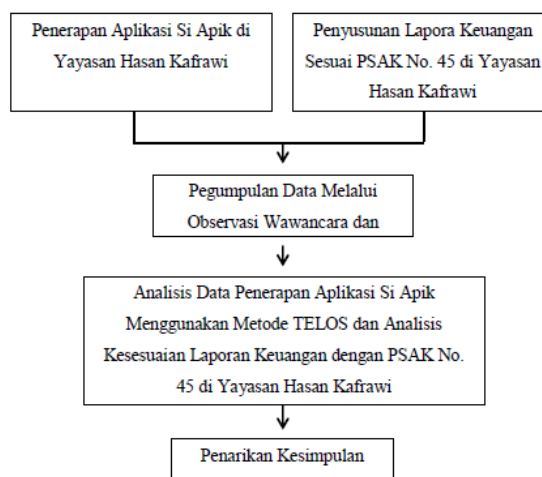 Penerapan Aplikasi Si Apik di
Yayasan Hasan Kafrawi
Penyusunan Lapora Keuangan
Sesuai PSAK No. 45 di Yayasan
Hasan Kafrawi
Pegumpulan Data Melalui
Observasi Wawancara dan
Analisis Data Penerapan Aplikasi Si Apik
Menggunakan Metode TELOS dan Analisis
Kesesuaian Laporan Keuangan dengan PSAK No.
45 di Yayasan Hasan Kafrawi
Penarikan Kesimpulan